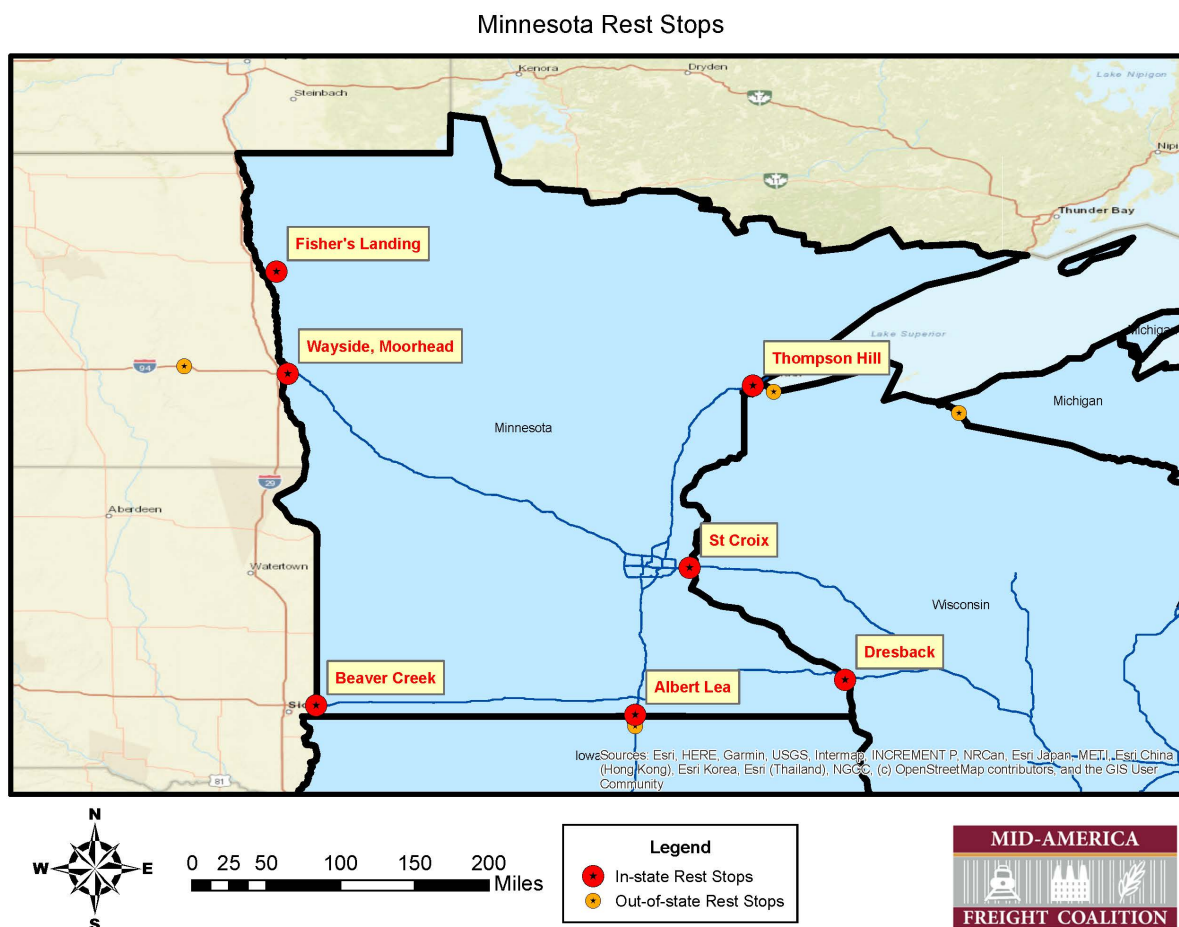 Minnesota Rest Stops
Kenora
Dryden
Lake Nipigon
Steinbach
17
11
Nipi
Thunder Bay
Fisher's Landing
Wayside, Moorhead
Lake Superior
Michigan
94
Thompson Hill
Michigan
Minnesota
29
Aberdeen
St Croix
Watertown
Wisconsin
Dresback
Beaver Creek
Albert Lea
Iowa
81
Sources: Esri, HERE, Garmin, USGS, Intermap, INCREMENT P, NRCan, Esri Japan, METI, Esri China
(Hong Kong), Esri Korea, Esri (Thailand), NGCC, (c) OpenStreetMap contributors, and the GIS User
Community
N
W E
S
0 25 50 100 150 200
Miles
Legend
In-state Rest Stops
Out-of-state Rest Stops
MID-AMERICA
FREIGHT COALITION